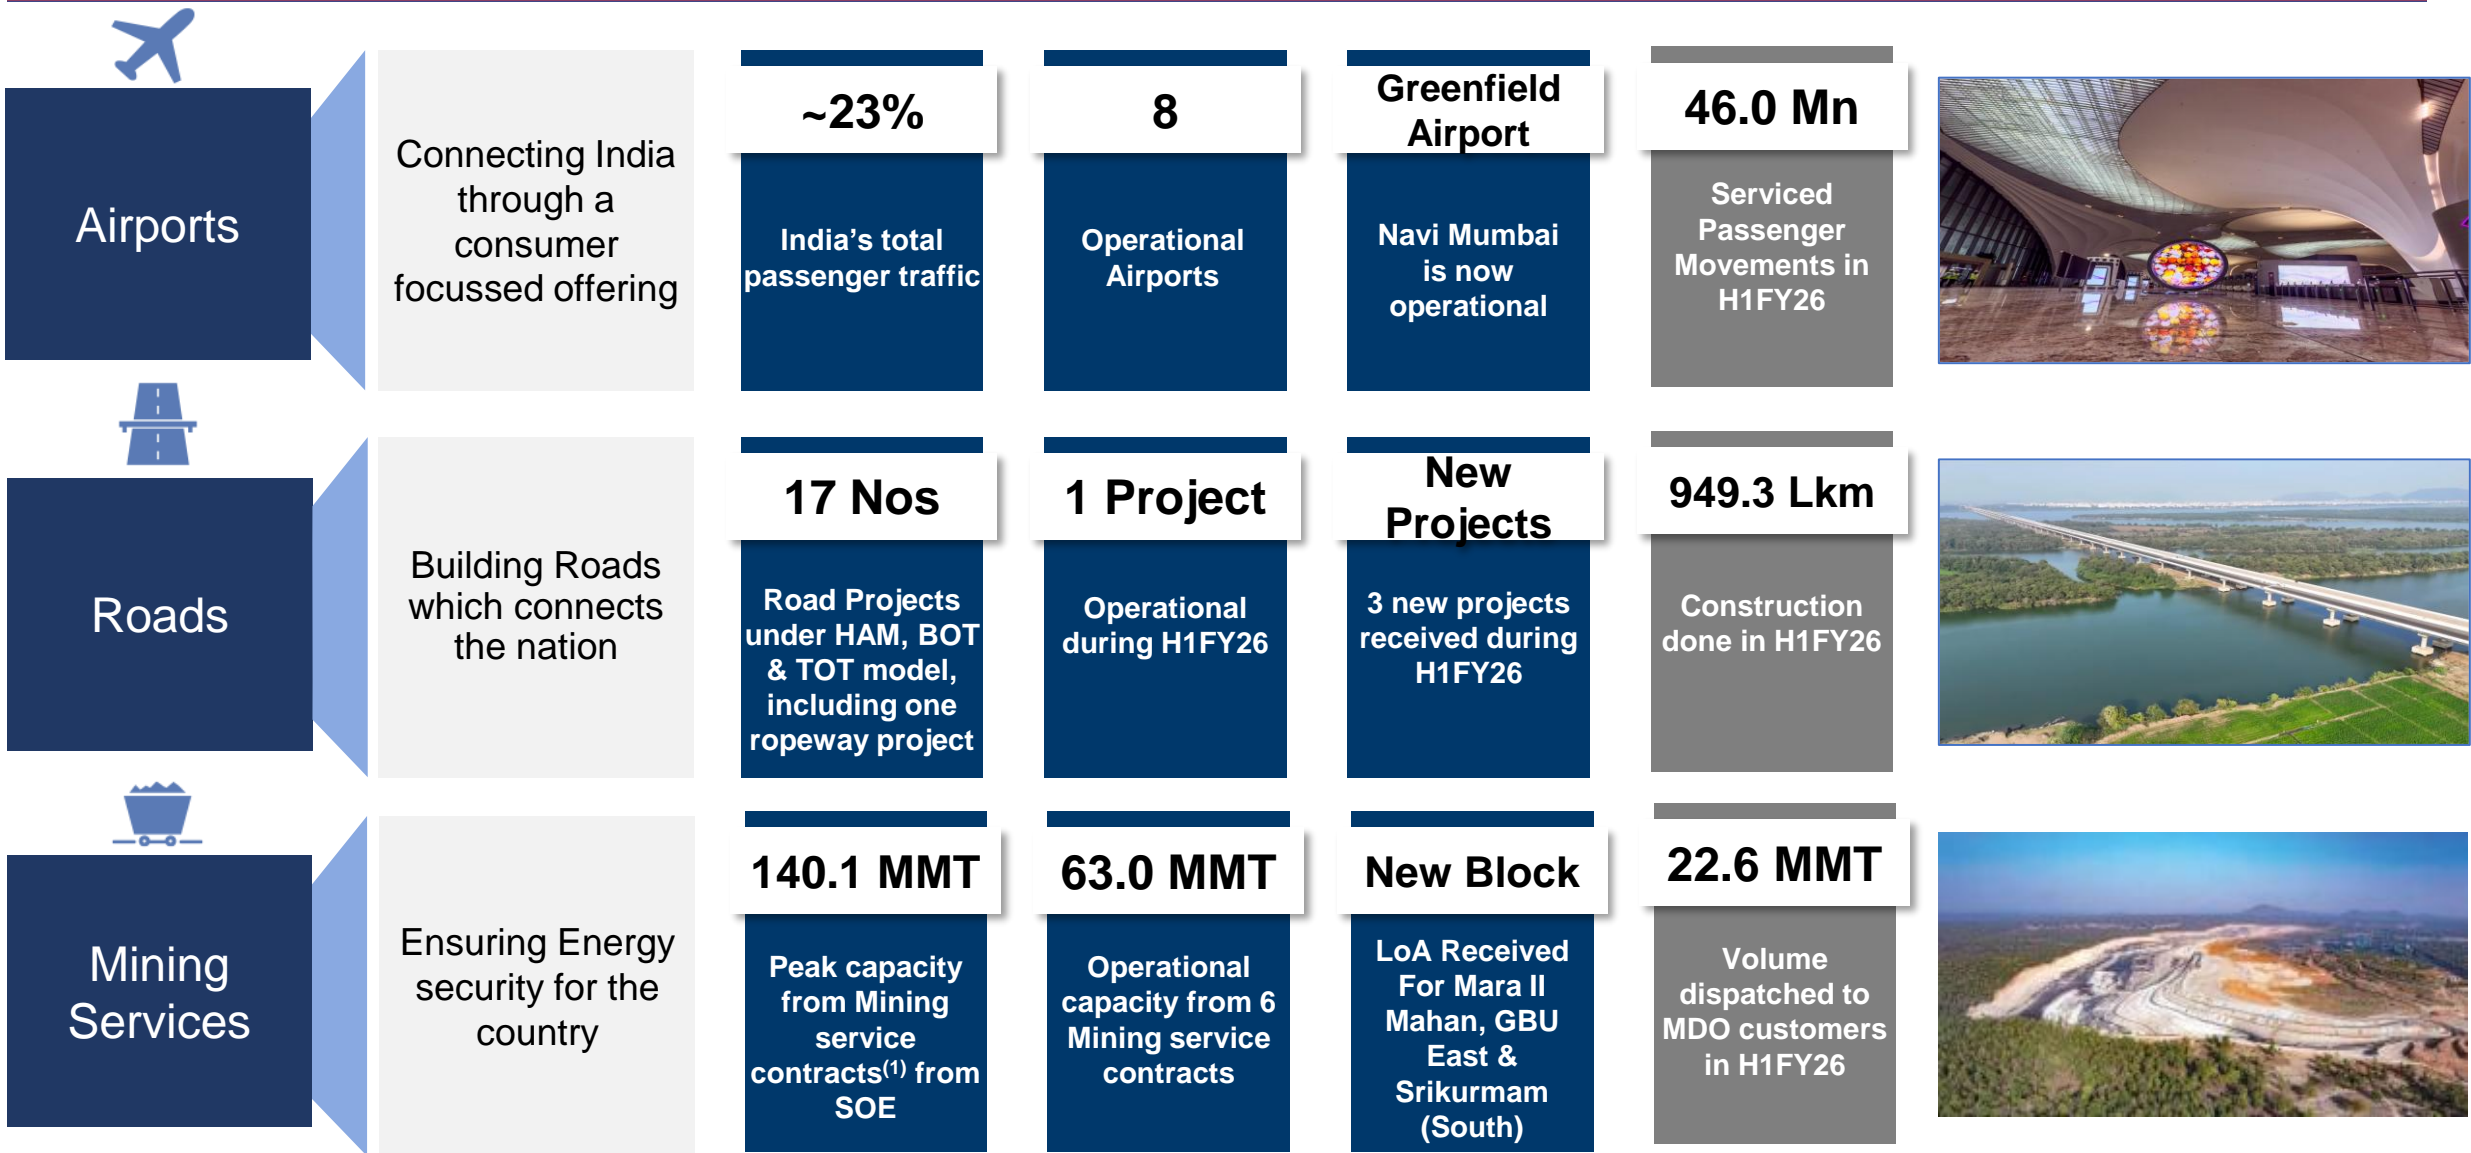 Airports
Connecting India
through a
consumer
focussed offering
~23%
India’s total
passenger traffic
8
Operational
Airports
Greenfield
Airport
Navi Mumbai
is now
operational
46.0 Mn
Serviced
Passenger
Movements in
H1FY26
Roads
Building Roads
which connects
the nation
17 Nos
Road Projects
under HAM, BOT
& TOT model,
including one
ropeway project
1 Project
Operational
during H1FY26
New
Projects
3 new projects
received during
H1FY26
949.3 Lkm
Construction
done in H1FY26
Mining
Services
Ensuring Energy
security for the
country
140.1 MMT
Peak capacity
from Mining
service
contracts(1) from
SOE
63.0 MMT
Operational
capacity from 6
Mining service
contracts
New Block
LoA Received
For Mara II
Mahan, GBU
East &
Srikurmam
(South)
22.6 MMT
Volume
dispatched to
MDO customers
in H1FY26